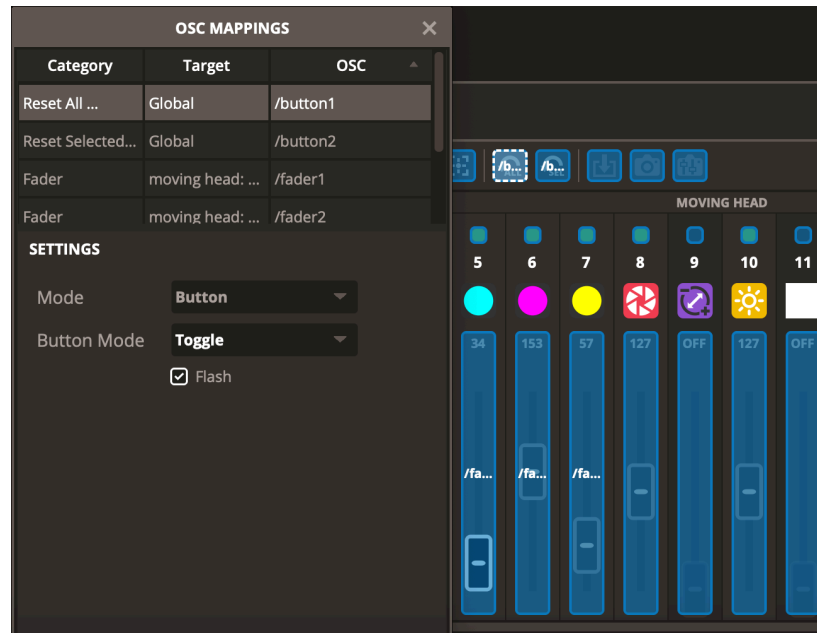 OSC MAPPINGS
Category Target OSC
Reset All ... Global /button1
Reset Selected... Global /button2
Fader moving head: ... /fader1
Fader moving head: ... /fader2
SETTINGS
Mode Button
Button Mode Toggle
Flash
/b... ALL /b... SEL
MOVING HEAD
5 6 7 8 9 10 11
34 153 57 127 OFF 127 OFF
/fa... /fa... /fa...